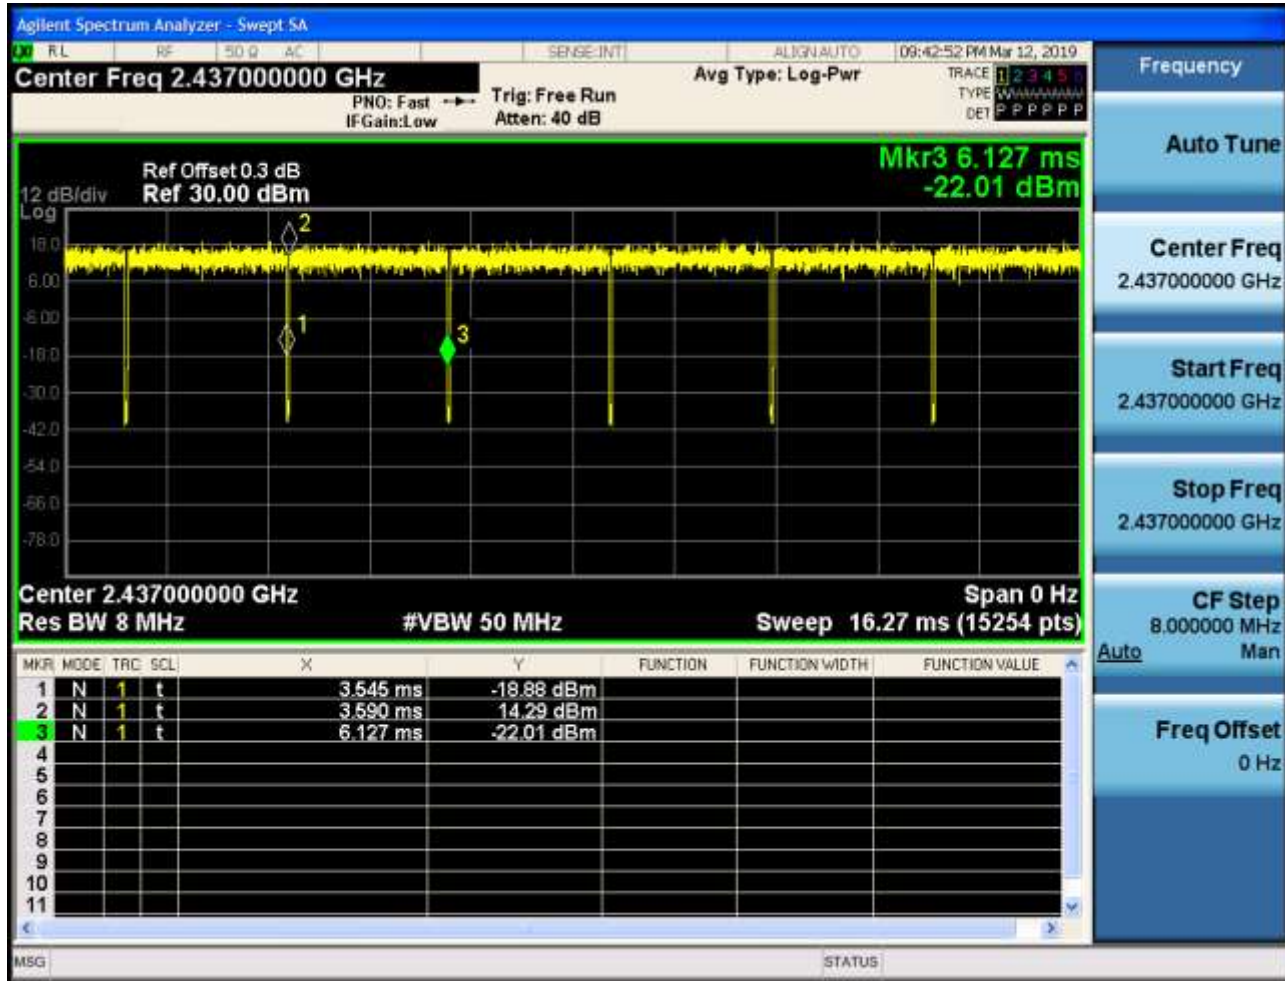 Agilent Spectrum Analyzer - Swept SA
RL RF 50 Ω AC SENSE:INT ALIGN AUTO 09:42:52 PM Mar 12, 2019
Center Freq 2.437000000 GHz
Avg Type: Log-Pwr
TRACE 1 2 3 4 5 6
PNO: Fast
Trig: Free Run
TYPE
IFGain:Low
Atten: 40 dB
DET P P P P P P
Mkr3 6.127 ms
-22.01 dBm
Ref Offset 0.3 dB
12 dB/div Ref 30.00 dBm
Log
18.0
6.00
-6.00
-18.0
-30.0
-42.0
-54.0
-66.0
-78.0
2
1
3
Center 2.437000000 GHz Span 0 Hz
Res BW 8 MHz #VBW 50 MHz Sweep 16.27 ms (15254 pts)
MKR MODE TRC SCL X Y FUNCTION FUNCTION WIDTH FUNCTION VALUE
1 N 1 t 3.545 ms -18.88 dBm
2 N 1 t 3.590 ms 14.29 dBm
3 N 1 t 6.127 ms -22.01 dBm
4
5
6
7
8
9
10
11
MSG STATUS
Frequency
Auto Tune
Center Freq
2.437000000 GHz
Start Freq
2.437000000 GHz
Stop Freq
2.437000000 GHz
CF Step
8.000000 MHz
Auto Man
Freq Offset
0 Hz